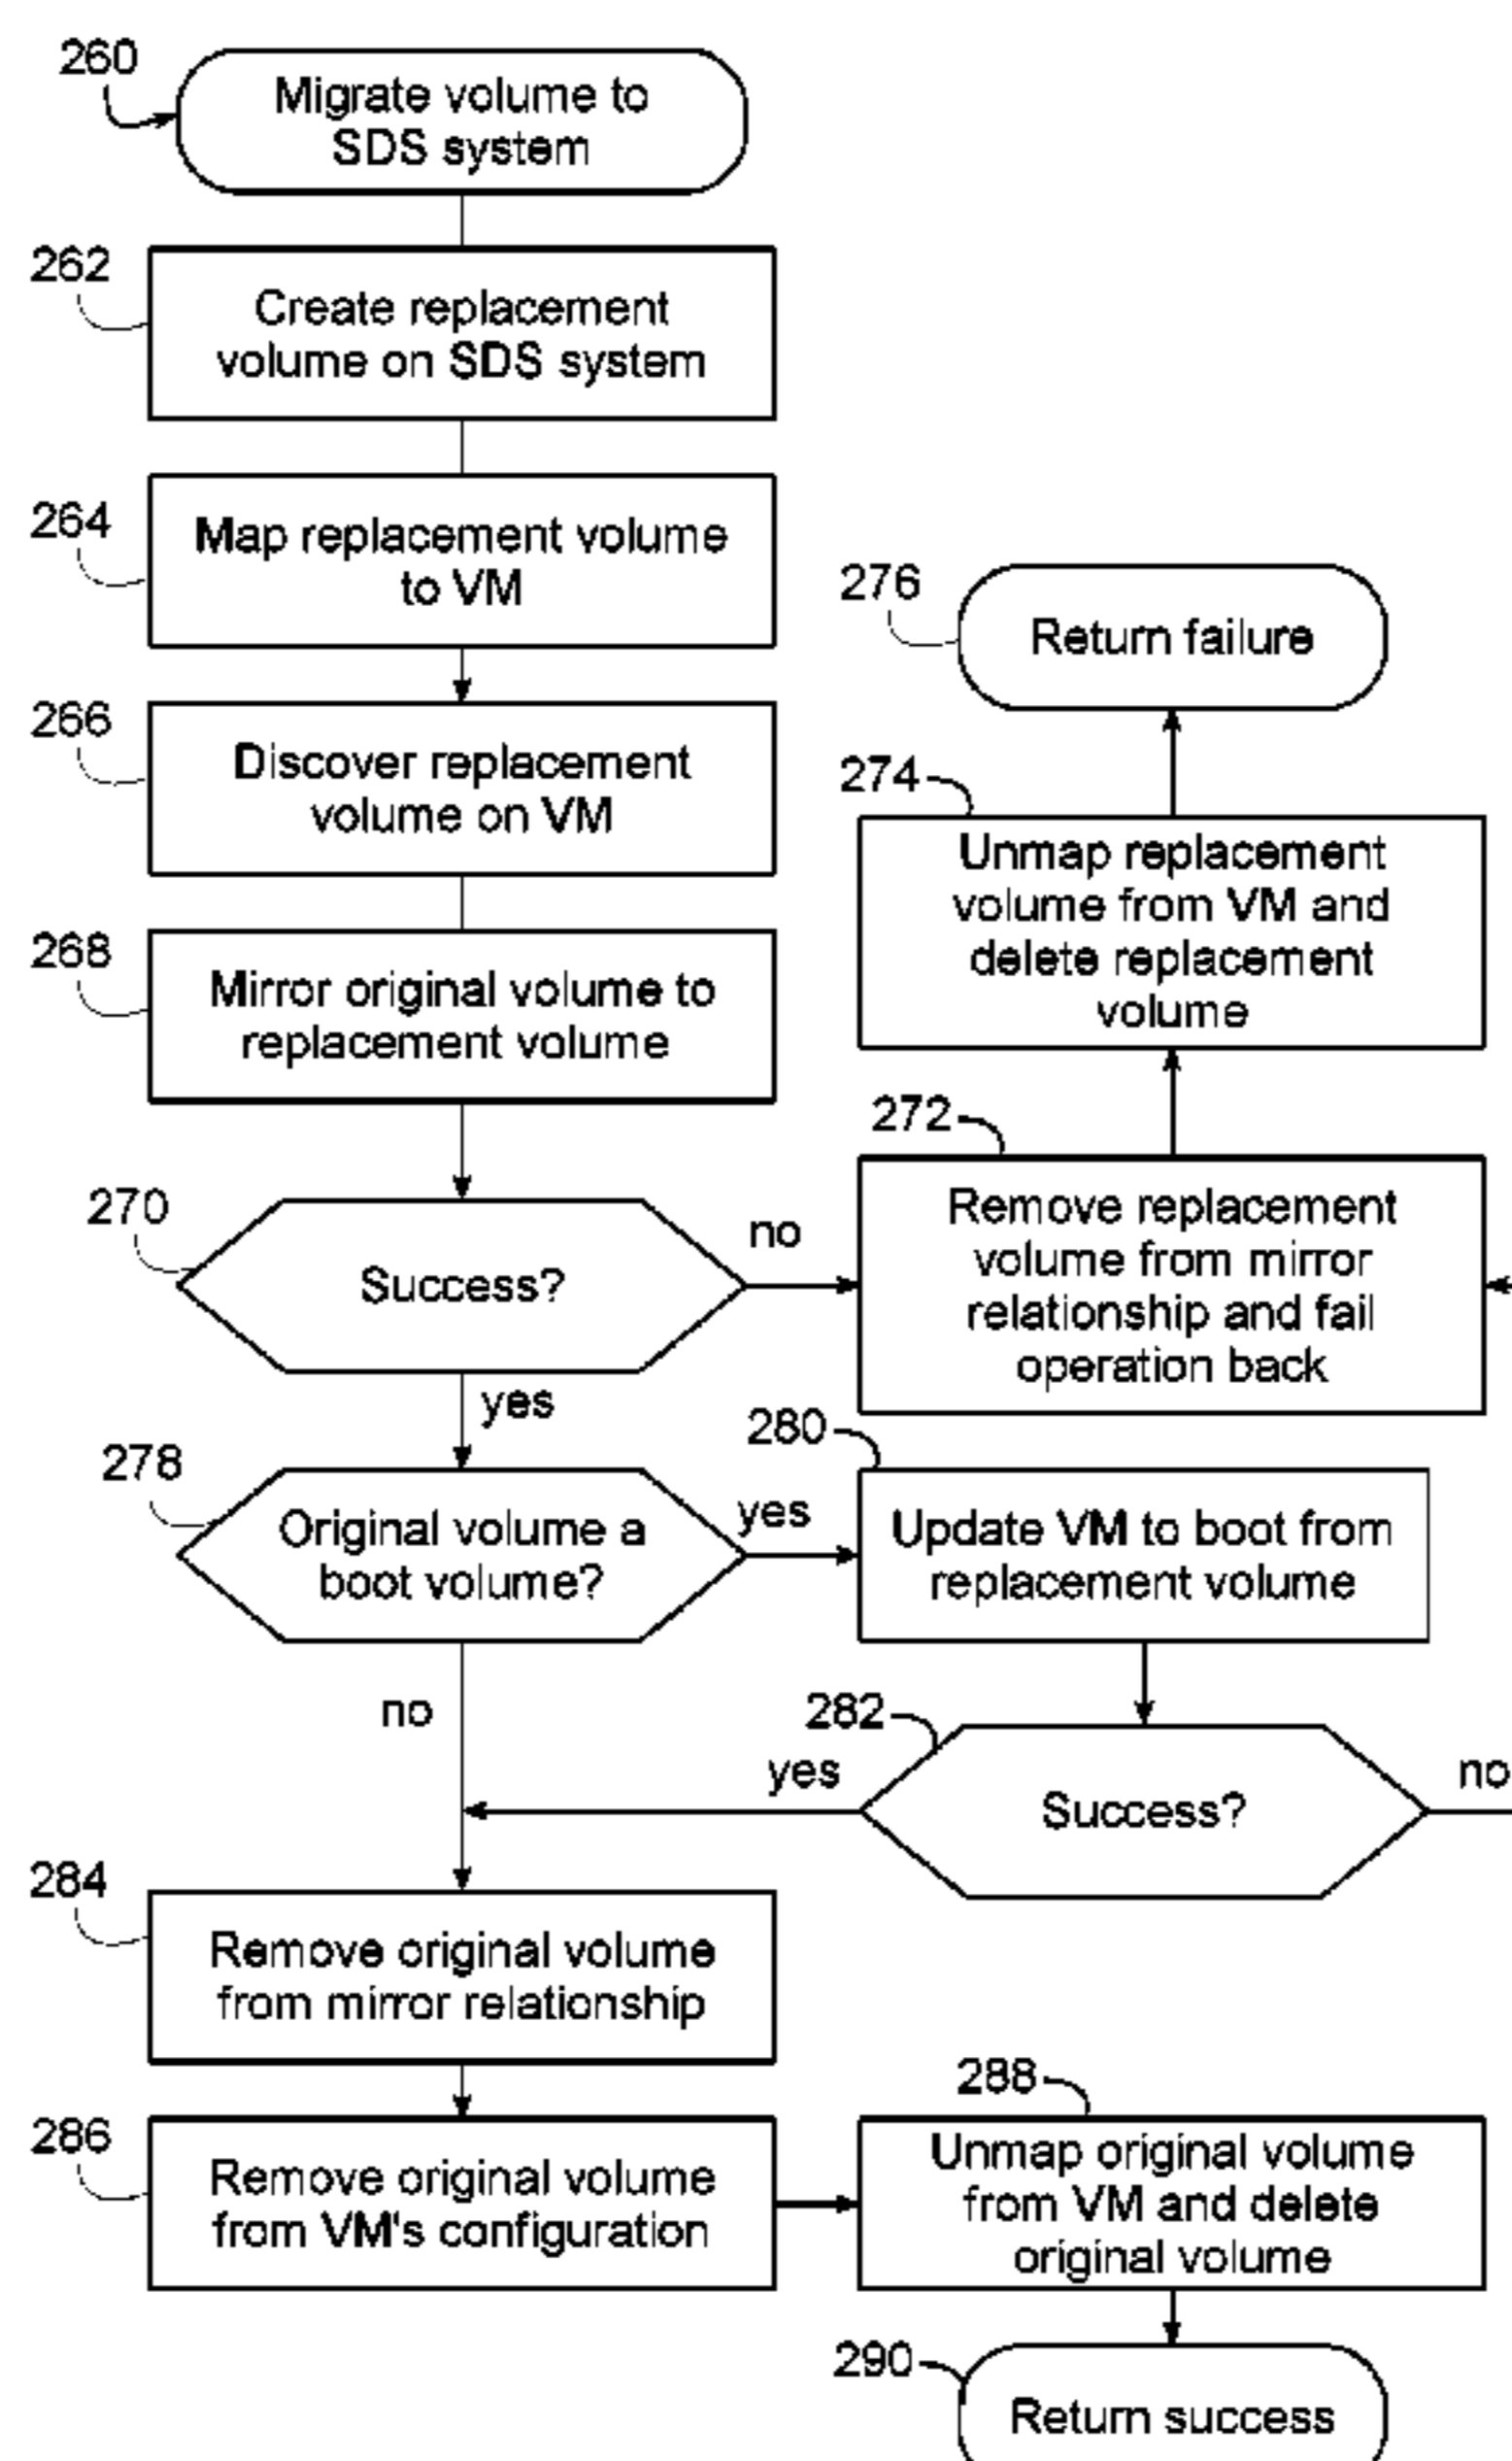 260
Migrate volume to
SDS system
262
Create replacement
volume on SDS system
264
Map replacement volume
to VM
266
Discover replacement
volume on VM
268
Mirror original volume to
replacement volume
270
Success?
no
yes
272
Remove replacement
volume from mirror
relationship and fail
operation back
274
Unmap replacement
volume from VM and
delete replacement
volume
276
Return failure
278
Original volume a
boot volume?
yes
no
280
Update VM to boot from
replacement volume
282
Success?
yes
no
284
Remove original volume
from mirror relationship
286
Remove original volume
from VM's configuration
288
Unmap original volume
from VM and delete
original volume
290
Return success